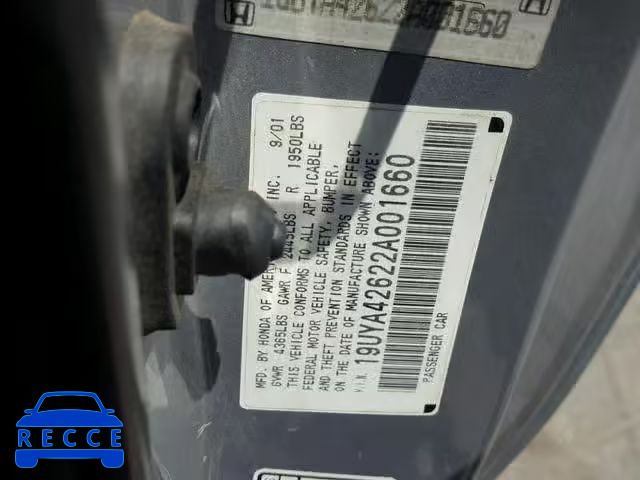 MFD. BY HONDA OF AMERICA INC. 9/01
GVWR 4365LBS GAWR F 2445LBS R 1950LBS
THIS VEHICLE CONFORMS TO ALL APPLICABLE
FEDERAL MOTOR VEHICLE SAFETY, BUMPER,
AND THEFT PREVENTION STANDARDS IN EFFECT
ON THE DATE OF MANUFACTURE SHOWN ABOVE.
V.I.N. 19UYA42622A001660
PASSENGER CAR
RECCE